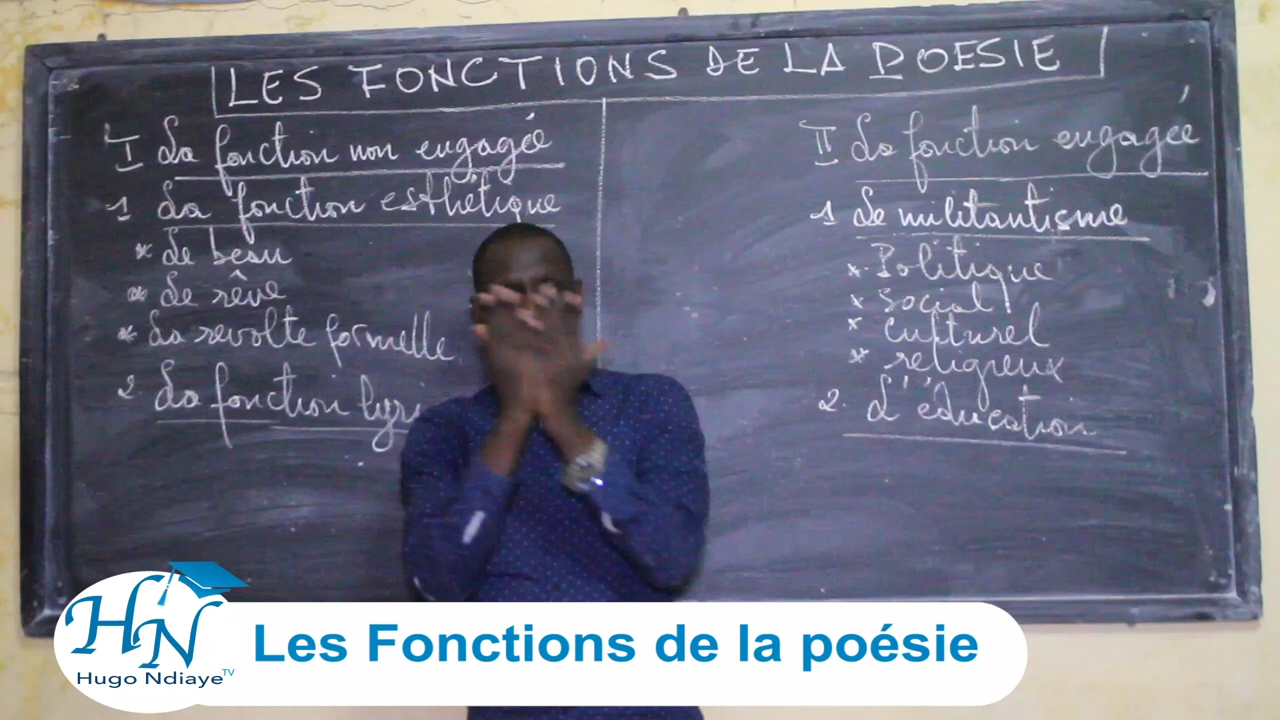 LES FONCTIONS DE LA POESIE
I La fonction non engagée
1 La fonction esthétique
* Le beau
* Le rêve
* La revolte formelle
2 La fonction
II La fonction engagée
1 Le militantisme
* Politique
* Social
* Culturel
* religieux
2. L'éducation
HN
Hugo Ndiaye TV
Les Fonctions de la poésie